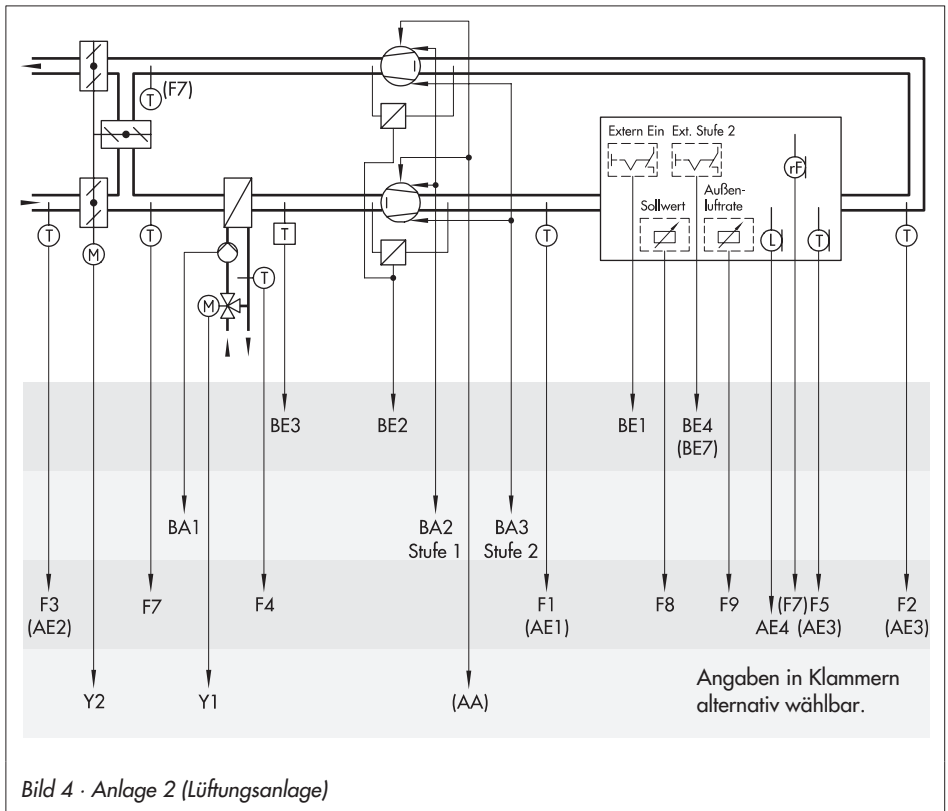 (F7)
T
Extern Ein
Ext. Stufe 2
rF
Sollwert
Außen-
luftrate
T
T
T
T
L
T
T
M
T
M
BE3
BE2
BE1
BE4
(BE7)
BA1
BA2
Stufe 1
BA3
Stufe 2
F3
(AE2)
F7
F4
F1
(AE1)
F8
F9
AE4
(F7)
F5
(AE3)
F2
(AE3)
Y2
Y1
(AA)
Angaben in Klammern
alternativ wählbar.
Bild 4 · Anlage 2 (Lüftungsanlage)